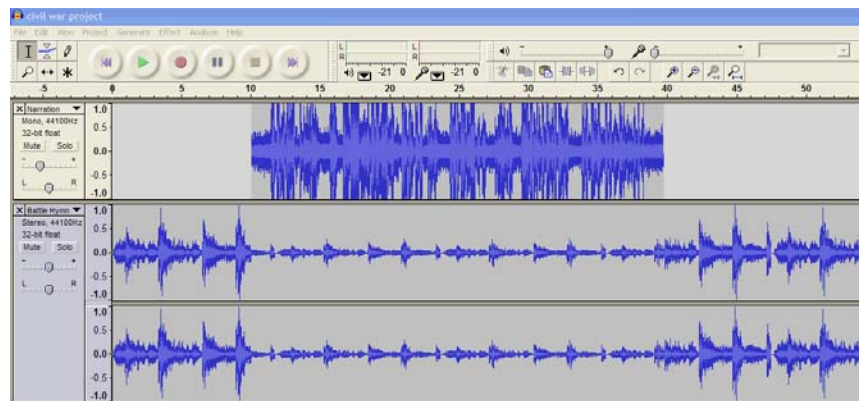 civil war project
File Edit View Project Generate Effect Analyze Help
L
R
L
R
-21 0
-21 0
-5 0 5 10 15 20 25 30 35 40 45 50
X Narration
Mono, 44100Hz
32-bit float
Mute Solo
- +
L R
1.0
0.5
0.0
-0.5
-1.0
X Battle Hymn
Stereo, 44100Hz
32-bit float
Mute Solo
- +
L R
1.0
0.5
0.0
-0.5
-1.0
1.0
0.5
0.0
-0.5
-1.0